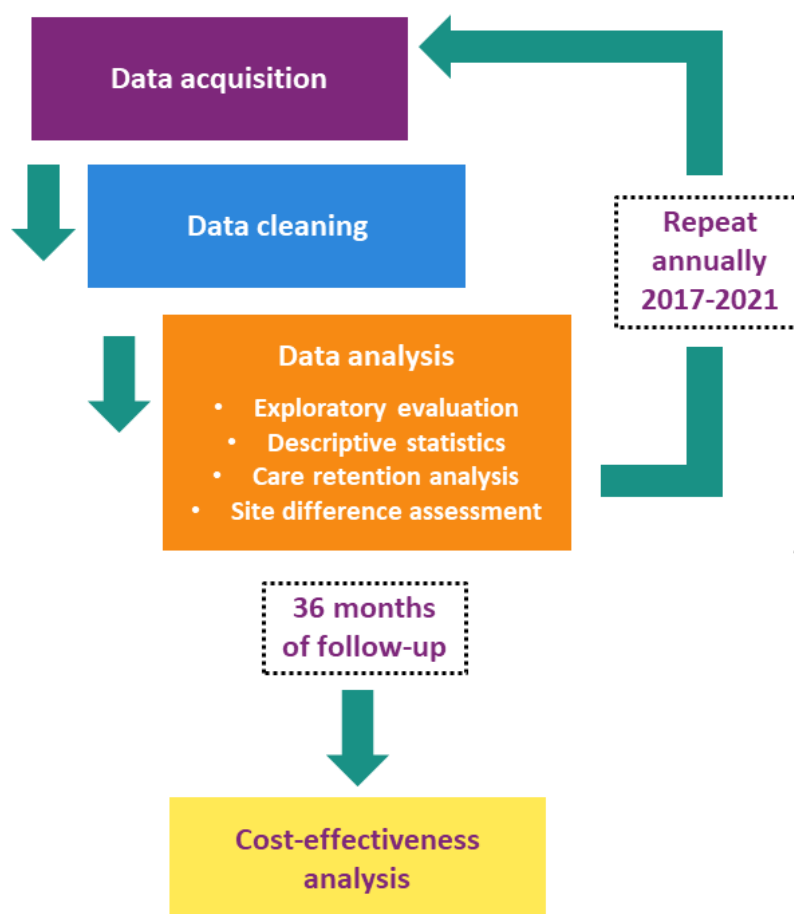 Data acquisition
Data cleaning
Repeat
annually
2017-2021
Data analysis
• Exploratory evaluation
• Descriptive statistics
• Care retention analysis
• Site difference assessment
36 months
of follow-up
Cost-effectiveness
analysis